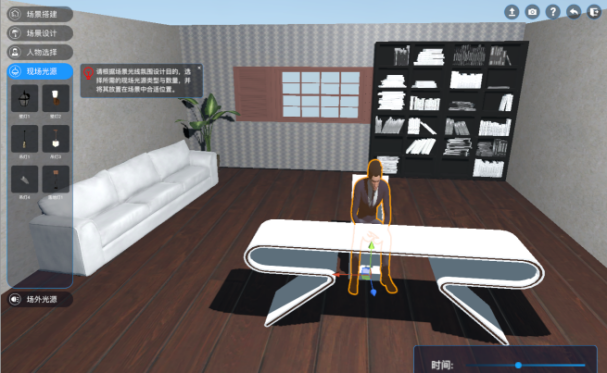 场景搭建
场景设计
人物选择
现场光源
请根据场景光线氛围设计目的，选
择所需的现场光源类型与数量，并
将其放置在场景中合适位置。
场外光源
时间: